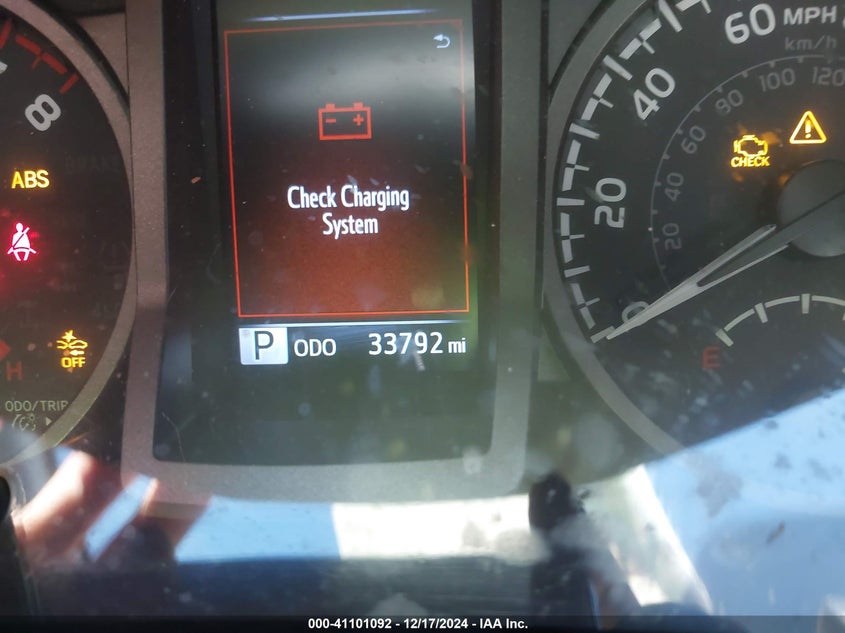 Check Charging
System
P ODO 33792 mi
8
ABS
OFF
H
ODO/TRIP
60 MPH
km/h
40
20
0
120
100
80
60
40
20
CHECK
E
000-41101092 - 12/17/2024 - IAA Inc.